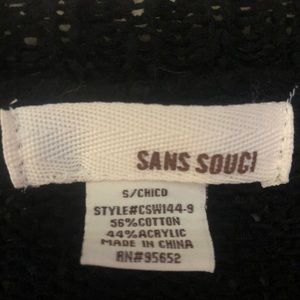 SANS SOUCI
S/CHICO
STYLE#CSW144-9
56%COTTON
44%ACRYLIC
MADE IN CHINA
RN#95652